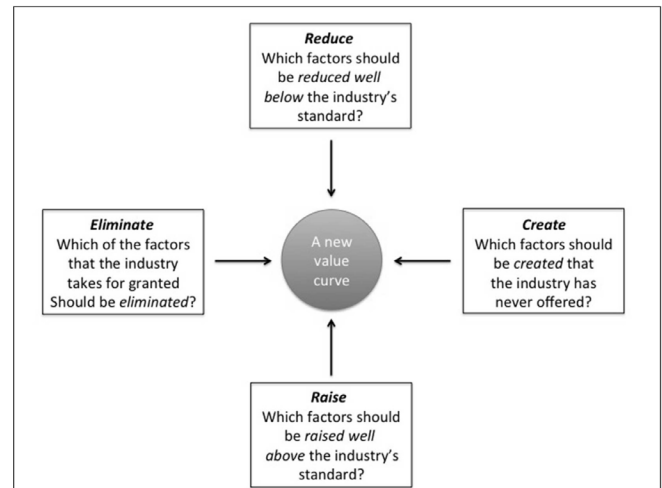 Reduce
Which factors should
be reduced well
below the industry's
standard?
Eliminate
Which of the factors
that the industry
takes for granted
Should be eliminated?
A new
value
curve
Create
Which factors should
be created that
the industry has
never offered?
Raise
Which factors should
be raised well
above the industry's
standard?